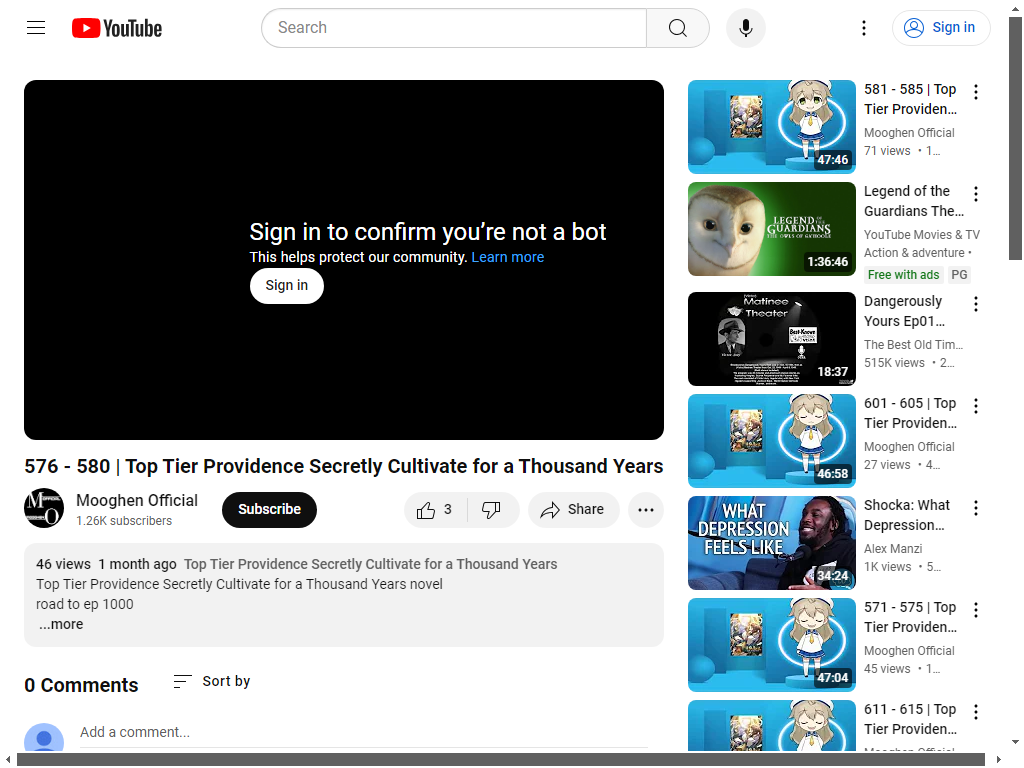 YouTube
Search
Sign in
Sign in to confirm you’re not a bot
This helps protect our community. Learn more
Sign in
576 - 580 | Top Tier Providence Secretly Cultivate for a Thousand Years
Mooghen Official
1.26K subscribers
Subscribe
3
Share
46 views 1 month ago Top Tier Providence Secretly Cultivate for a Thousand Years
Top Tier Providence Secretly Cultivate for a Thousand Years novel
road to ep 1000
...more
0 Comments
Sort by
Add a comment...
47:46
581 - 585 | Top
Tier Providen...
Mooghen Official
71 views • 1...
LEGEND OF THE
GUARDIANS
THE OWLS OF GA'HOOLE
1:36:46
Legend of the
Guardians The...
YouTube Movies & TV
Action & adventure •
Free with ads PG
Matinee
Theater
Best-Known
18:37
Dangerously
Yours Ep01...
The Best Old Tim...
515K views • 2...
46:58
601 - 605 | Top
Tier Providen...
Mooghen Official
27 views • 4...
WHAT
DEPRESSION
FEELS LIKE
34:24
Shocka: What
Depression...
Alex Manzi
1K views • 5...
47:04
571 - 575 | Top
Tier Providen...
Mooghen Official
45 views • 1...
611 - 615 | Top
Tier Providen...
Mooghen Official